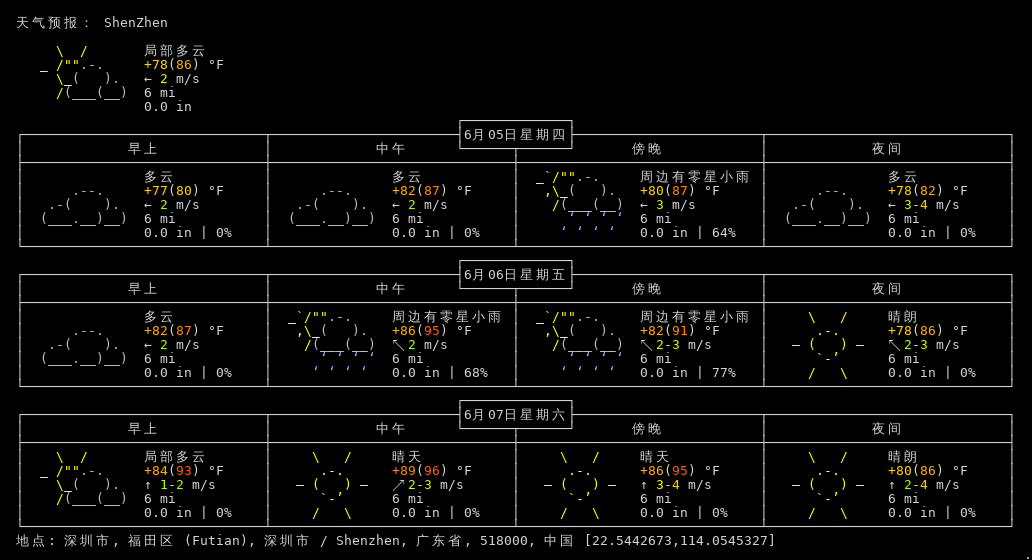 天气预报： ShenZhen
局部多云
+78(86) °F
← 2 m/s
6 mi
0.0 in
6月05日星期四
早上 中午 傍晚 夜间
多云 多云 周边有零星小雨 多云
+77(80) °F +82(87) °F +80(87) °F +78(82) °F
← 2 m/s ← 2 m/s ← 3 m/s ← 3-4 m/s
6 mi 6 mi 6 mi 6 mi
0.0 in | 0% 0.0 in | 0% 0.0 in | 64% 0.0 in | 0%
6月06日星期五
早上 中午 傍晚 夜间
多云 周边有零星小雨 周边有零星小雨 晴朗
+82(87) °F +86(95) °F +82(91) °F +78(86) °F
← 2 m/s ↖ 2 m/s ↖ 2-3 m/s ↖ 2-3 m/s
6 mi 6 mi 6 mi 6 mi
0.0 in | 0% 0.0 in | 68% 0.0 in | 77% 0.0 in | 0%
6月07日星期六
早上 中午 傍晚 夜间
局部多云 晴天 晴天 晴朗
+84(93) °F +89(96) °F +86(95) °F +80(86) °F
↑ 1-2 m/s ↗ 2-3 m/s ↑ 3-4 m/s ↑ 2-4 m/s
6 mi 6 mi 6 mi 6 mi
0.0 in | 0% 0.0 in | 0% 0.0 in | 0% 0.0 in | 0%
地点: 深圳市, 福田区 (Futian), 深圳市 / Shenzhen, 广东省, 518000, 中国 [22.5442673,114.0545327]